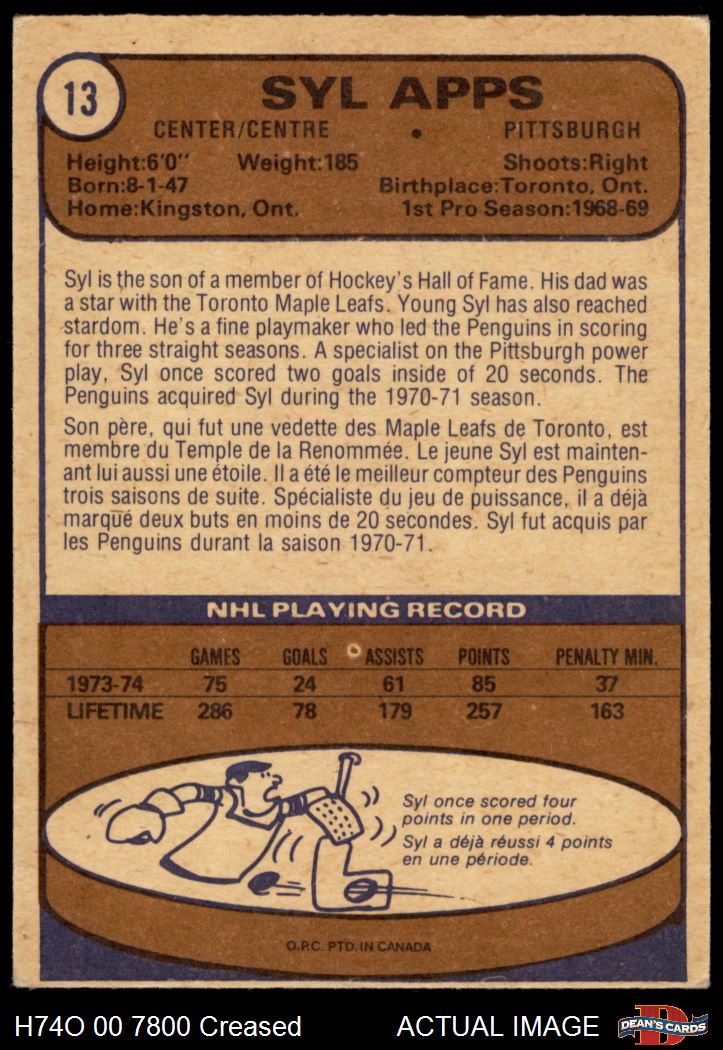 13
SYL APPS
CENTER/CENTRE • PITTSBURGH
Height:6'0" Weight:185 Shoots:Right
Born:8-1-47 Birthplace:Toronto, Ont.
Home:Kingston, Ont. 1st Pro Season:1968-69
Syl is the son of a member of Hockey's Hall of Fame. His dad was
a star with the Toronto Maple Leafs. Young Syl has also reached
stardom. He's a fine playmaker who led the Penguins in scoring
for three straight seasons. A specialist on the Pittsburgh power
play, Syl once scored two goals inside of 20 seconds. The
Penguins acquired Syl during the 1970-71 season.
Son père, qui fut une vedette des Maple Leafs de Toronto, est
membre du Temple de la Renommée. Le jeune Syl est mainten-
ant lui aussi une étoile. Il a été le meilleur compteur des Penguins
trois saisons de suite. Spécialiste du jeu de puissance, il a déjà
marqué deux buts en moins de 20 secondes. Syl fut acquis par
les Penguins durant la saison 1970-71.
NHL PLAYING RECORD
GAMES GOALS ASSISTS POINTS PENALTY MIN.
1973-74 75 24 61 85 37
LIFETIME 286 78 179 257 163
Syl once scored four
points in one period.
Syl a déjà réussi 4 points
en une période.
O.P.C. PTD. IN CANADA
H74O 00 7800 Creased ACTUAL IMAGE
D
DEAN'S CARDS